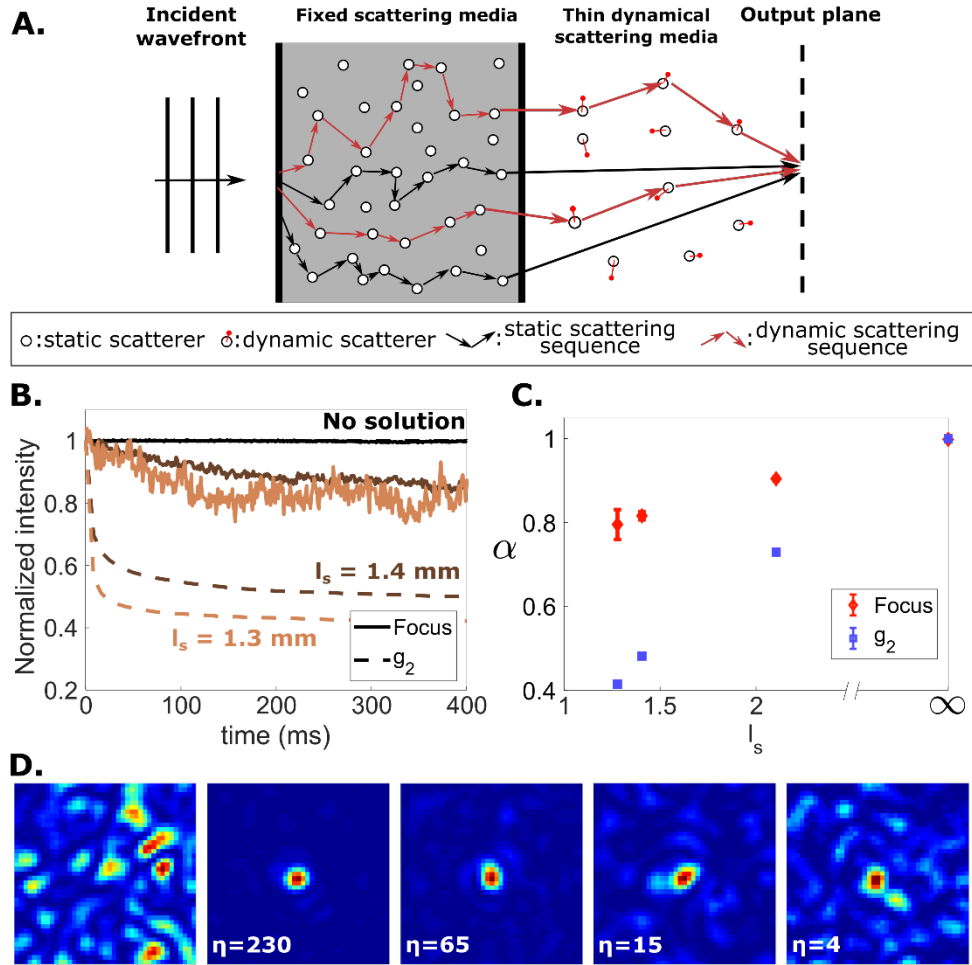 A.
Incident
wavefront
Fixed scattering media
Thin dynamical
scattering media
Output plane
:static scatterer
:dynamic scatterer
:static scattering
sequence
:dynamic scattering
sequence
B.
Normalized intensity
1
0.8
0.6
0.4
0.2
No solution
l_s = 1.4 mm
l_s = 1.3 mm
Focus
g_2
0 100 200 300 400
time (ms)
C.
α
1
0.8
0.6
0.4
Focus
g_2
1 1.5 2 ∞
l_s
D.
η=230
η=65
η=15
η=4